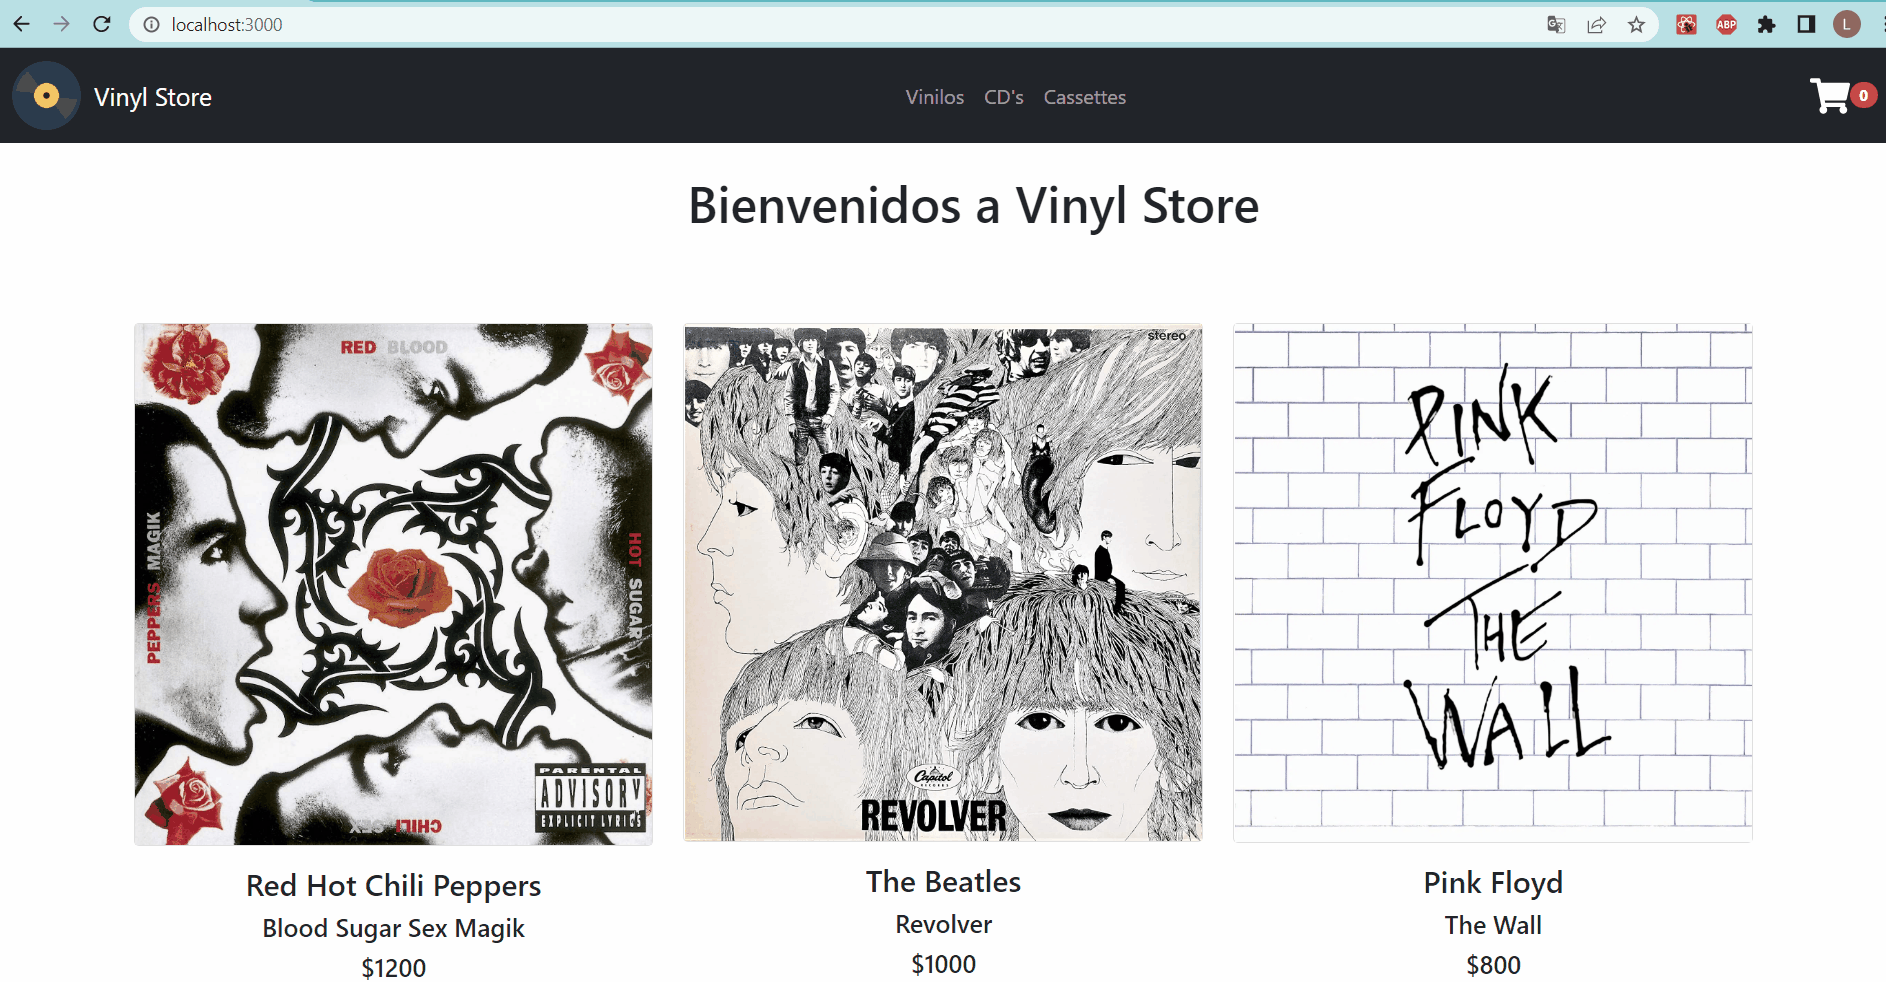 localhost:3000
ABP
L
Vinyl Store
Vinilos CD's Cassettes
0
Bienvenidos a Vinyl Store
RED BLOOD
PEPPERS MAGIK
HOT SUGAR
CHILI SEX
PARENTAL
ADVISORY
EXPLICIT LYRICS
stereo
Capitol
RECORDS
REVOLVER
PINK
FLOYD
THE
WALL
Red Hot Chili Peppers
Blood Sugar Sex Magik
$1200
The Beatles
Revolver
$1000
Pink Floyd
The Wall
$800